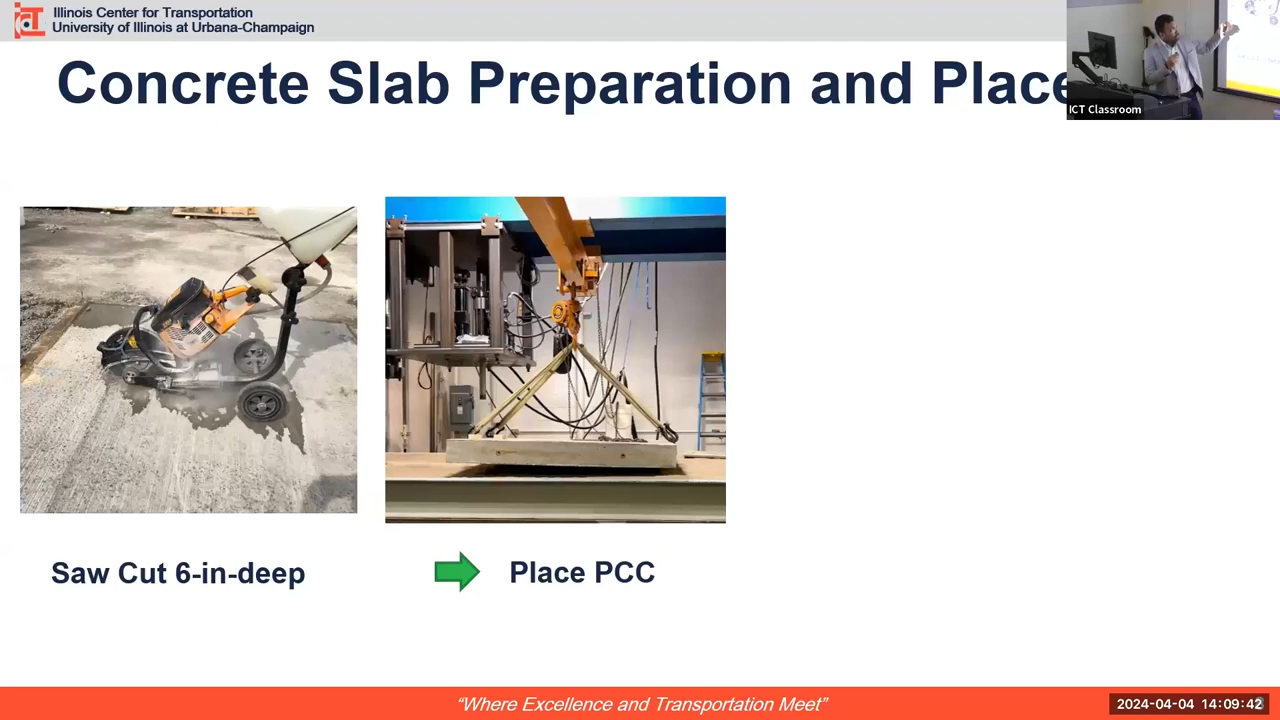 Illinois Center for Transportation
University of Illinois at Urbana-Champaign
Concrete Slab Preparation and Place
ICT Classroom
Saw Cut 6-in-deep
Place PCC
“Where Excellence and Transportation Meet”
2024-04-04 14:09:42